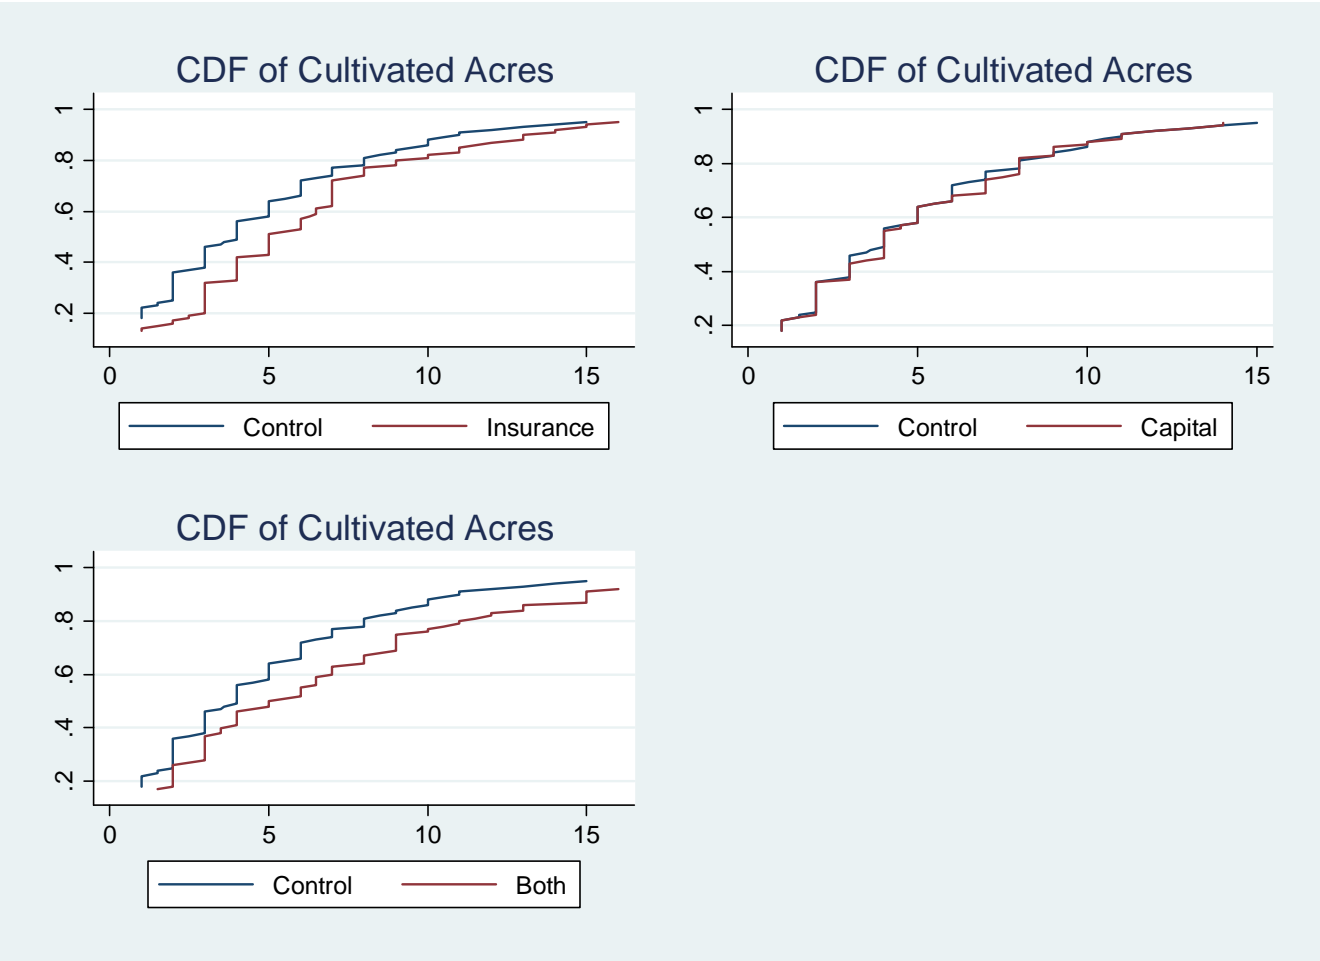 CDF of Cultivated Acres
1
.8
.6
.4
.2
0 5 10 15
Control Insurance
CDF of Cultivated Acres
1
.8
.6
.4
.2
0 5 10 15
Control Capital
CDF of Cultivated Acres
1
.8
.6
.4
.2
0 5 10 15
Control Both